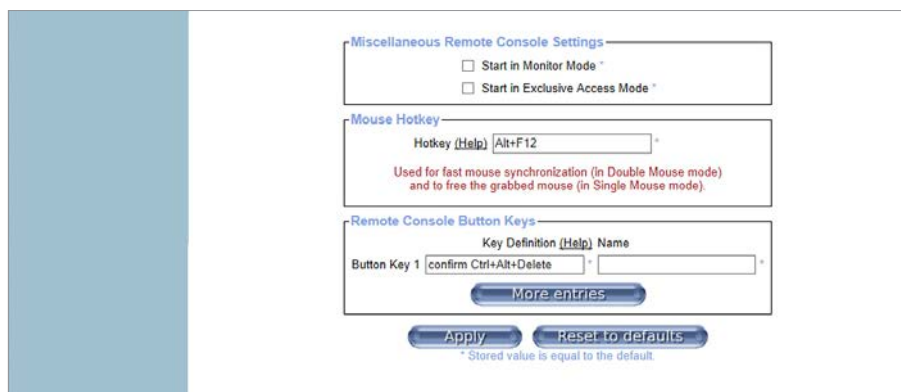 Miscellaneous Remote Console Settings
Start in Monitor Mode *
Start in Exclusive Access Mode *
Mouse Hotkey
Hotkey (Help) Alt+F12 *
Used for fast mouse synchronization (in Double Mouse mode)
and to free the grabbed mouse (in Single Mouse mode).
Remote Console Button Keys
Key Definition (Help) Name
Button Key 1 confirm Ctrl+Alt+Delete * *
More entries
Apply Reset to defaults
* Stored value is equal to the default.